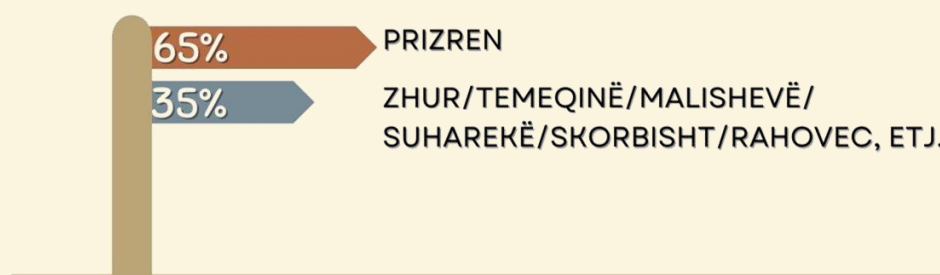 65% PRIZREN
35% ZHUR/TEMEQINË/MALISHEVË/
SUHAREKË/SKORBISHT/RAHOVEC, ETJ.